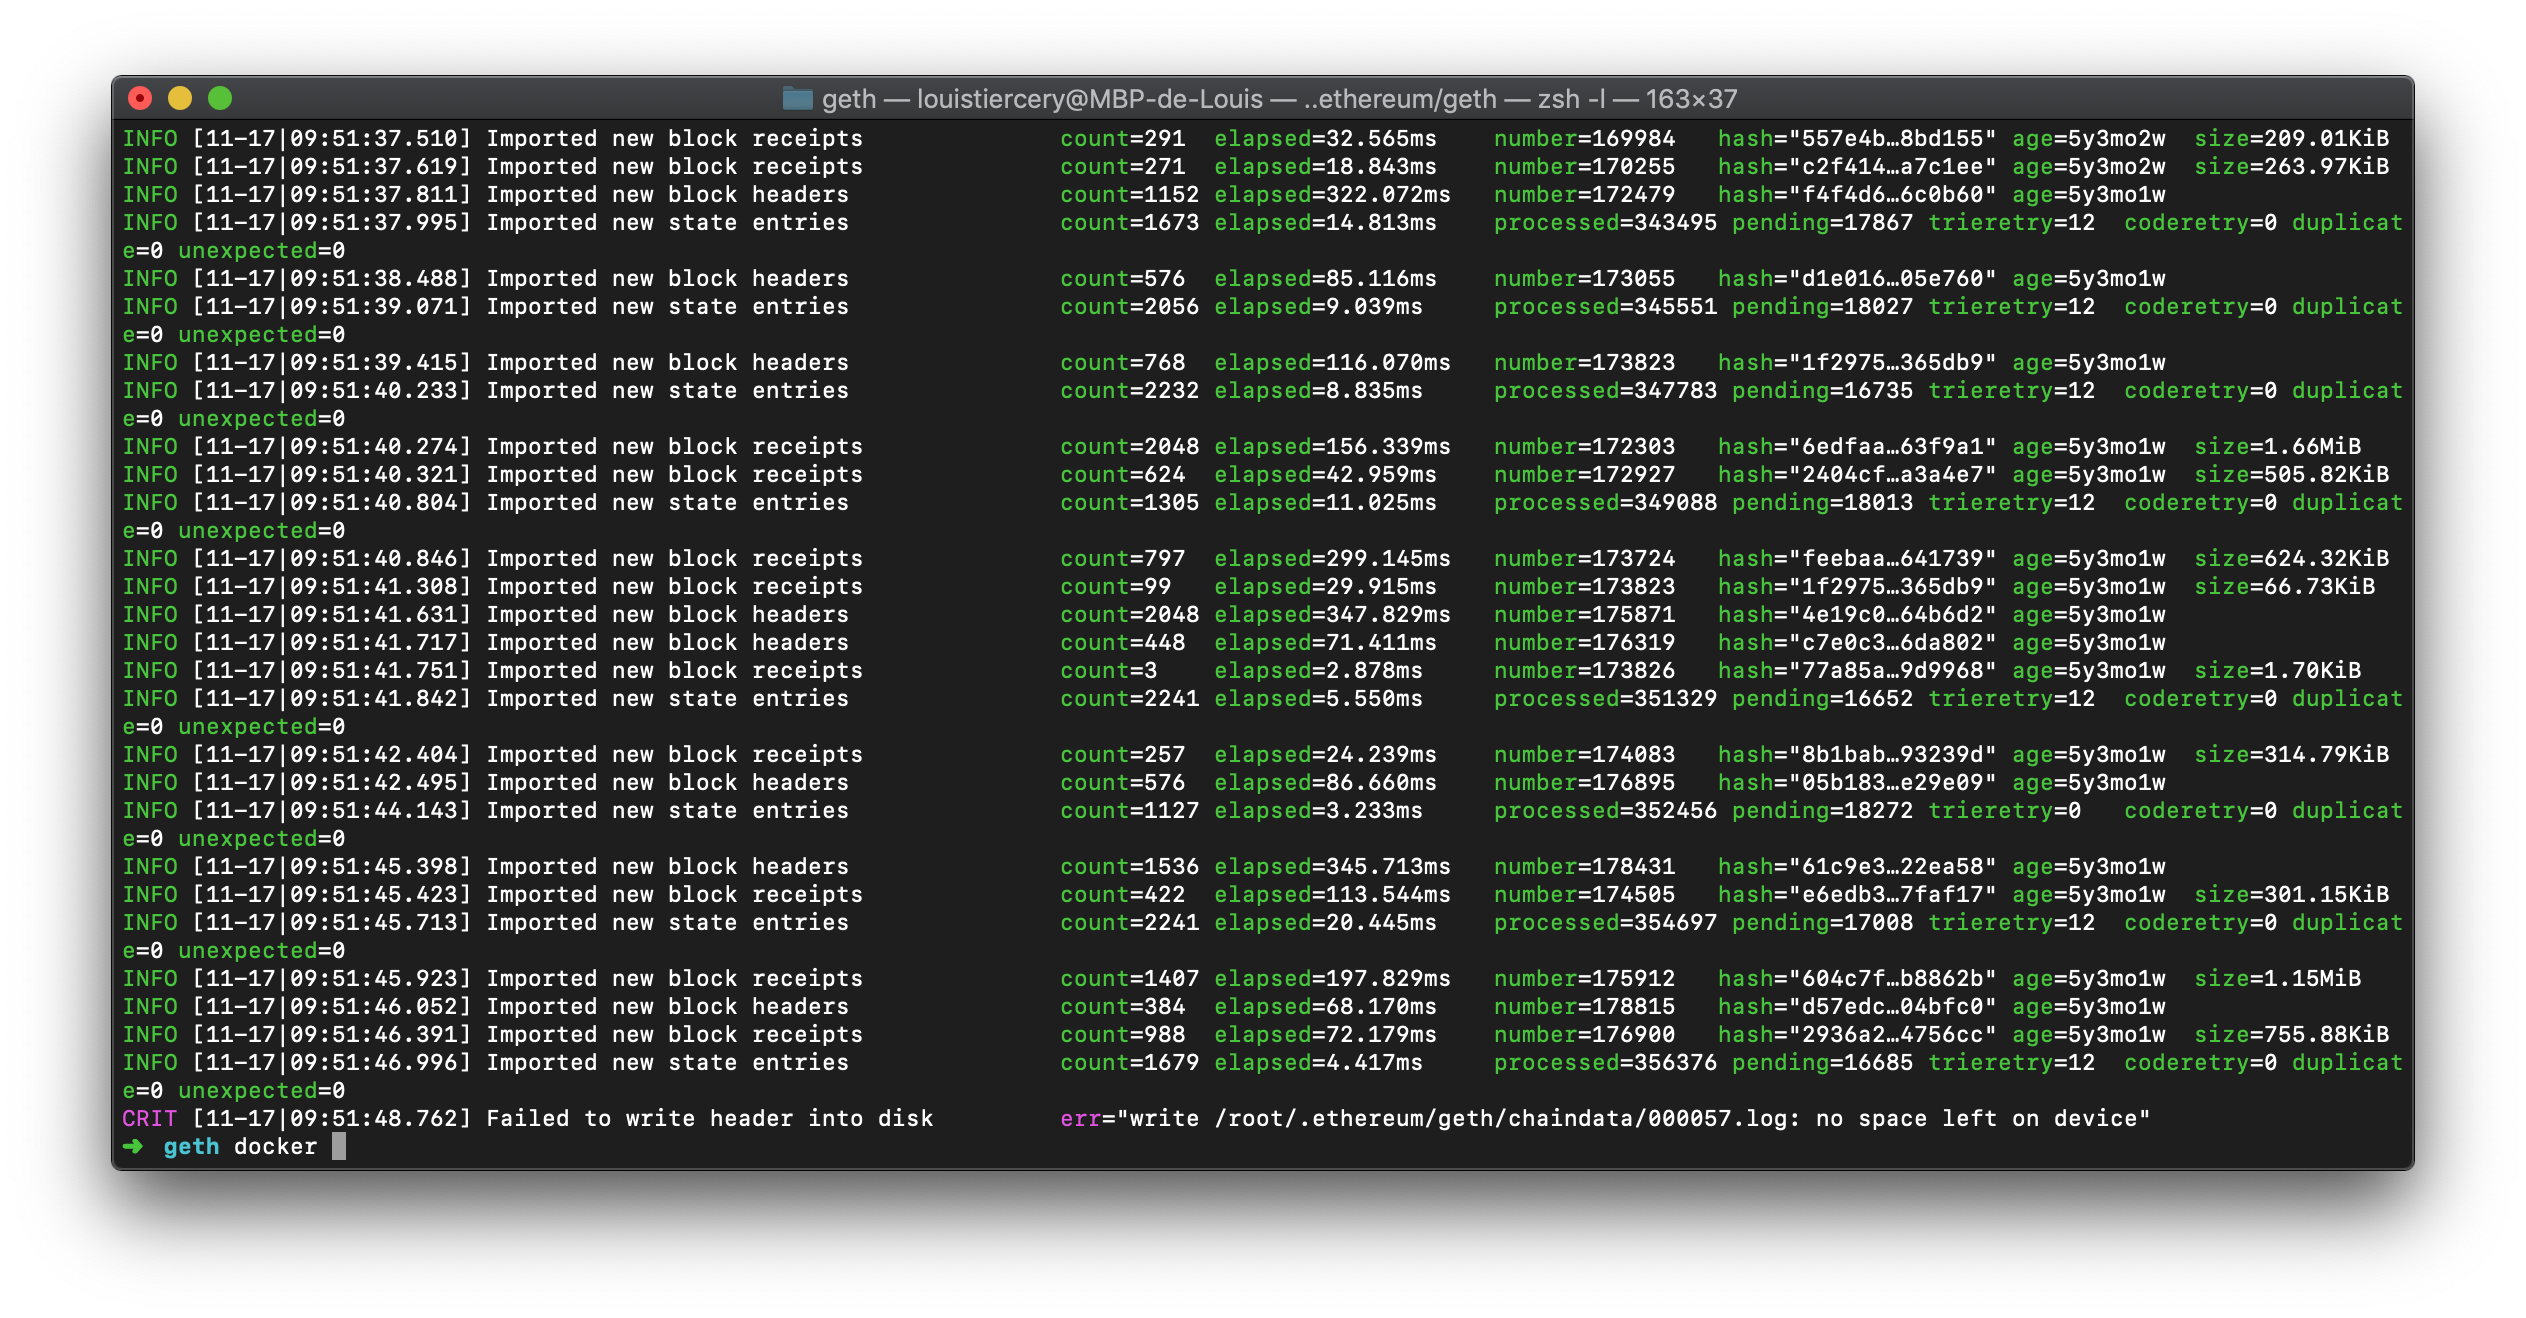 geth — louistiercery@MBP-de-Louis — ..ethereum/geth — zsh -l — 163×37
INFO [11-17|09:51:37.510] Imported new block receipts count=291 elapsed=32.565ms number=169984 hash="557e4b…8bd155" age=5y3mo2w size=209.01KiB
INFO [11-17|09:51:37.619] Imported new block receipts count=271 elapsed=18.843ms number=170255 hash="c2f414…a7c1ee" age=5y3mo2w size=263.97KiB
INFO [11-17|09:51:37.811] Imported new block headers count=1152 elapsed=322.072ms number=172479 hash="f4f4d6…6c0b60" age=5y3mo1w
INFO [11-17|09:51:37.995] Imported new state entries count=1673 elapsed=14.813ms processed=343495 pending=17867 trieretry=12 coderetry=0 duplicat
e=0 unexpected=0
INFO [11-17|09:51:38.488] Imported new block headers count=576 elapsed=85.116ms number=173055 hash="d1e016…05e760" age=5y3mo1w
INFO [11-17|09:51:39.071] Imported new state entries count=2056 elapsed=9.039ms processed=345551 pending=18027 trieretry=12 coderetry=0 duplicat
e=0 unexpected=0
INFO [11-17|09:51:39.415] Imported new block headers count=768 elapsed=116.070ms number=173823 hash="1f2975…365db9" age=5y3mo1w
INFO [11-17|09:51:40.233] Imported new state entries count=2232 elapsed=8.835ms processed=347783 pending=16735 trieretry=12 coderetry=0 duplicat
e=0 unexpected=0
INFO [11-17|09:51:40.274] Imported new block receipts count=2048 elapsed=156.339ms number=172303 hash="6edfaa…63f9a1" age=5y3mo1w size=1.66MiB
INFO [11-17|09:51:40.321] Imported new block receipts count=624 elapsed=42.959ms number=172927 hash="2404cf…a3a4e7" age=5y3mo1w size=505.82KiB
INFO [11-17|09:51:40.804] Imported new state entries count=1305 elapsed=11.025ms processed=349088 pending=18013 trieretry=12 coderetry=0 duplicat
e=0 unexpected=0
INFO [11-17|09:51:40.846] Imported new block receipts count=797 elapsed=299.145ms number=173724 hash="feebaa…641739" age=5y3mo1w size=624.32KiB
INFO [11-17|09:51:41.308] Imported new block receipts count=99 elapsed=29.915ms number=173823 hash="1f2975…365db9" age=5y3mo1w size=66.73KiB
INFO [11-17|09:51:41.631] Imported new block headers count=2048 elapsed=347.829ms number=175871 hash="4e19c0…64b6d2" age=5y3mo1w
INFO [11-17|09:51:41.717] Imported new block headers count=448 elapsed=71.411ms number=176319 hash="c7e0c3…6da802" age=5y3mo1w
INFO [11-17|09:51:41.751] Imported new block receipts count=3 elapsed=2.878ms number=173826 hash="77a85a…9d9968" age=5y3mo1w size=1.70KiB
INFO [11-17|09:51:41.842] Imported new state entries count=2241 elapsed=5.550ms processed=351329 pending=16652 trieretry=12 coderetry=0 duplicat
e=0 unexpected=0
INFO [11-17|09:51:42.404] Imported new block receipts count=257 elapsed=24.239ms number=174083 hash="8b1bab…93239d" age=5y3mo1w size=314.79KiB
INFO [11-17|09:51:42.495] Imported new block headers count=576 elapsed=86.660ms number=176895 hash="05b183…e29e09" age=5y3mo1w
INFO [11-17|09:51:44.143] Imported new state entries count=1127 elapsed=3.233ms processed=352456 pending=18272 trieretry=0 coderetry=0 duplicat
e=0 unexpected=0
INFO [11-17|09:51:45.398] Imported new block headers count=1536 elapsed=345.713ms number=178431 hash="61c9e3…22ea58" age=5y3mo1w
INFO [11-17|09:51:45.423] Imported new block receipts count=422 elapsed=113.544ms number=174505 hash="e6edb3…7faf17" age=5y3mo1w size=301.15KiB
INFO [11-17|09:51:45.713] Imported new state entries count=2241 elapsed=20.445ms processed=354697 pending=17008 trieretry=12 coderetry=0 duplicat
e=0 unexpected=0
INFO [11-17|09:51:45.923] Imported new block receipts count=1407 elapsed=197.829ms number=175912 hash="604c7f…b8862b" age=5y3mo1w size=1.15MiB
INFO [11-17|09:51:46.052] Imported new block headers count=384 elapsed=68.170ms number=178815 hash="d57edc…04bfc0" age=5y3mo1w
INFO [11-17|09:51:46.391] Imported new block receipts count=988 elapsed=72.179ms number=176900 hash="2936a2…4756cc" age=5y3mo1w size=755.88KiB
INFO [11-17|09:51:46.996] Imported new state entries count=1679 elapsed=4.417ms processed=356376 pending=16685 trieretry=12 coderetry=0 duplicat
e=0 unexpected=0
CRIT [11-17|09:51:48.762] Failed to write header into disk err="write /root/.ethereum/geth/chaindata/000057.log: no space left on device"
➜ geth docker